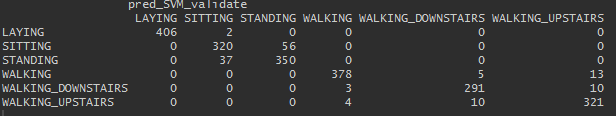 pred_SVM_validate
LAYING SITTING STANDING WALKING WALKING_DOWNSTAIRS WALKING_UPSTAIRS
LAYING 406 2 0 0 0 0
SITTING 0 320 56 0 0 0
STANDING 0 37 350 0 0 0
WALKING 0 0 0 378 5 13
WALKING_DOWNSTAIRS 0 0 0 3 291 10
WALKING_UPSTAIRS 0 0 0 4 10 321